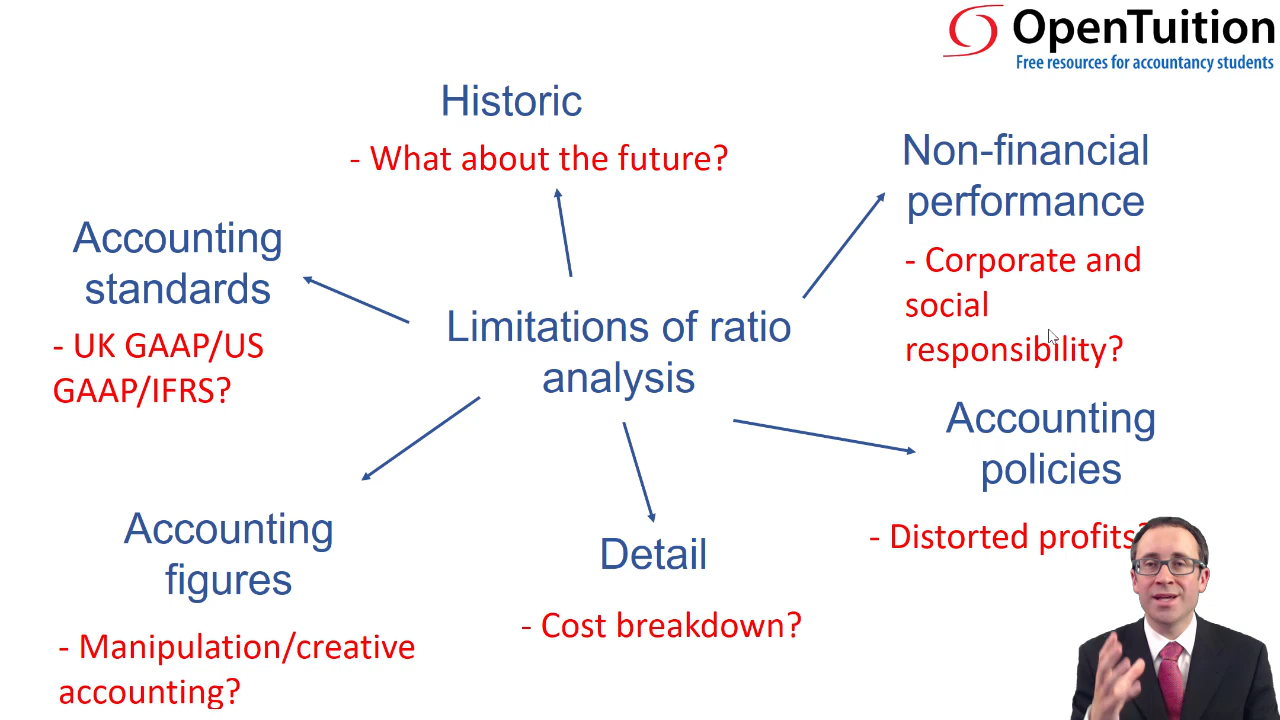 OpenTuition
Free resources for accountancy students
Historic
- What about the future?
Non-financial
performance
- Corporate and
social
responsibility?
Accounting
standards
- UK GAAP/US
GAAP/IFRS?
Limitations of ratio
analysis
Accounting
policies
- Distorted profits?
Accounting
figures
- Manipulation/creative
accounting?
Detail
- Cost breakdown?